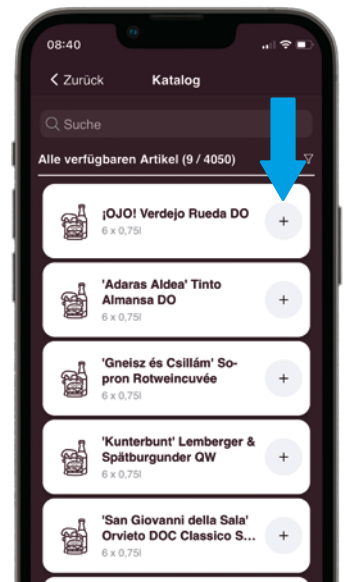 08:40
Zurück Katalog
Suche
Alle verfügbaren Artikel (9 / 4050)
¡OJO! Verdejo Rueda DO
6 x 0,75l
+
'Adaras Aldea' Tinto
Almansa DO
6 x 0,75l
+
'Gneisz és Csillám' So-
pron Rotweincuvée
6 x 0,75l
+
'Kunterbunt' Lemberger &
Spätburgunder QW
6 x 0,75l
+
'San Giovanni della Sala'
Orvieto DOC Classico S...
6 x 0,75l
+